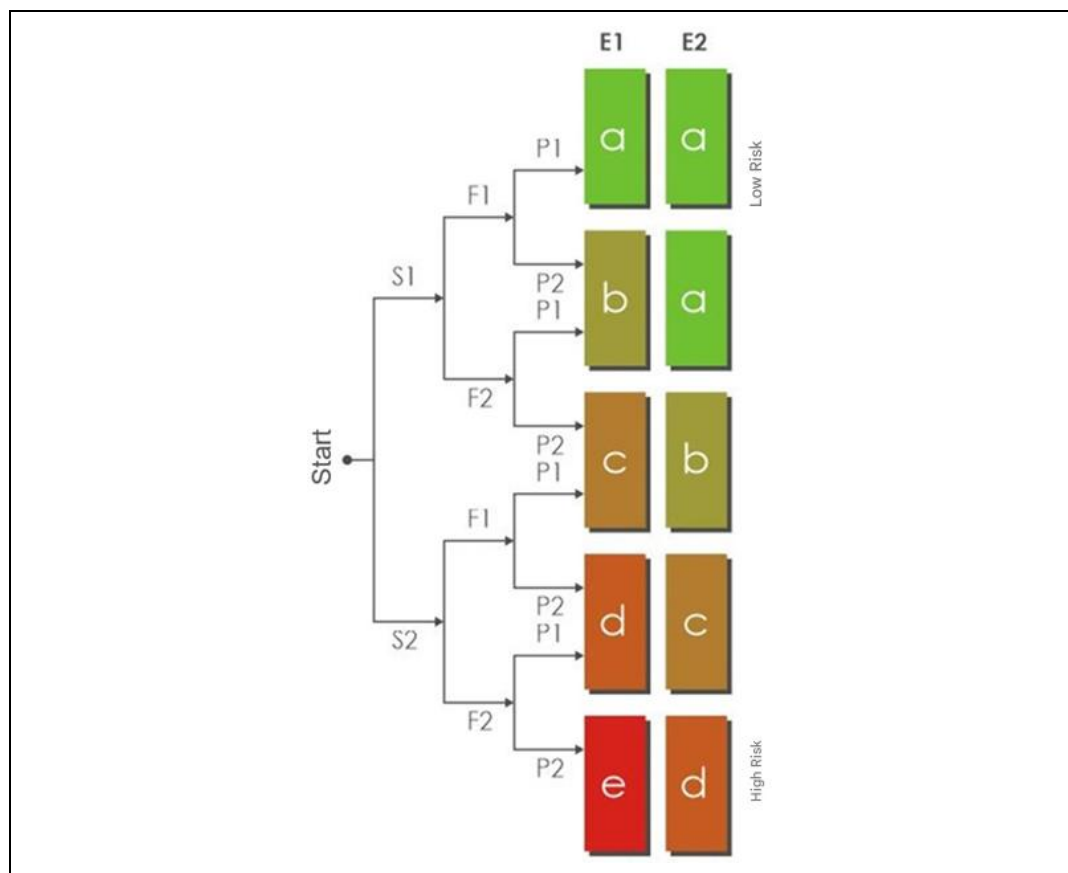 E1 E2
P1
a a
Low Risk
F1
S1
P2
P1
b a
F2
P2
P1
c b
Start
F1
P2
P1
d c
S2
F2
P2
e d
High Risk